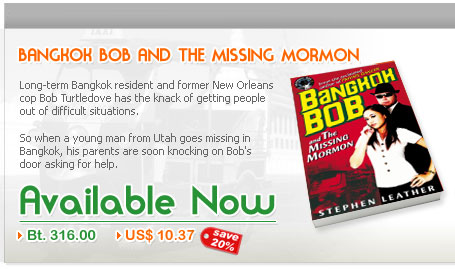 BANGKOK BOB AND THE MISSING MORMON
Long-term Bangkok resident and former New Orleans
cop Bob Turtledove has the knack of getting people
out of difficult situations.
So when a young man from Utah goes missing in
Bangkok, his parents are soon knocking on Bob's
door asking for help.
Available Now
Bt. 316.00
US$ 10.37
save
20%
BANGKOK
BOB
and THE
MISSING
MORMON
STEPHEN LEATHER